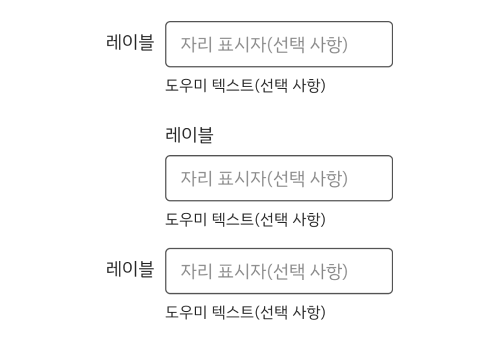 레이블 자리 표시자(선택 사항)
도우미 텍스트(선택 사항)
레이블
자리 표시자(선택 사항)
도우미 텍스트(선택 사항)
레이블 자리 표시자(선택 사항)
도우미 텍스트(선택 사항)